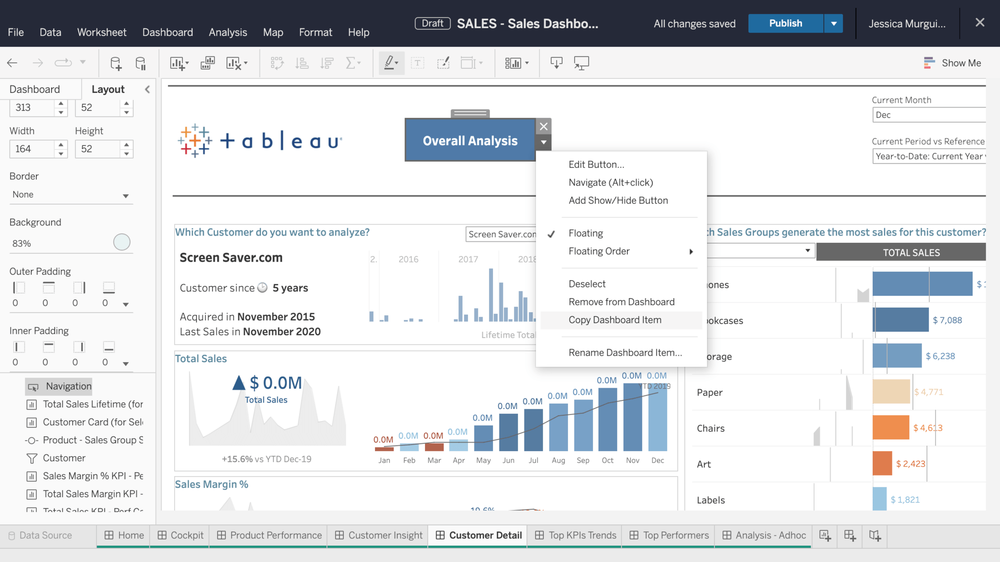 Draft SALES - Sales Dashbo... All changes saved Publish Jessica Murgui...
File Data Worksheet Dashboard Analysis Map Format Help
Show Me
Dashboard Layout
313 52
Width Height
164 52
Border
None
Background
83%
Outer Padding
0 0 0 0
Inner Padding
0 0 0 0
Navigation
Total Sales Lifetime (for
Customer Card (for Sel
Product - Sales Group S
Customer
Sales Margin % KPI - Pe
Total Sales Margin KPI -
Total Sales KPI - Perf C
+ableau
Overall Analysis
Current Month
Dec
Current Period vs Reference
Year-to-Date: Current Year
Edit Button...
Navigate (Alt+click)
Add Show/Hide Button
Floating
Floating Order
Deselect
Remove from Dashboard
Copy Dashboard Item
Rename Dashboard Item...
Which Customer do you want to analyze?
Screen Saver.com
Screen Saver.com
2. 2016 2017 2018
Customer since 5 years
Acquired in November 2015
Last Sales in November 2020
Lifetime Total
Total Sales
$ 0.0M
Total Sales
+15.6% vs YTD Dec-19
0.0M 0.0M 0.0M 0.0M 0.0M 0.0M 0.0M 0.0M 0.0M 0.0M 0.0M 0.0M
YTD 2019
Jan Feb Mar Apr May Jun Jul Aug Sep Oct Nov Dec
Sales Margin %
19.6%
ch Sales Groups generate the most sales for this customer?
TOTAL SALES
ones $ 1
okcases $ 7,088
orage $ 6,238
Paper $ 4,771
Chairs $ 4,613
Art $ 2,423
Labels $ 1,821
Data Source Home Cockpit Product Performance Customer Insight Customer Detail Top KPIs Trends Top Performers Analysis - Adhoc